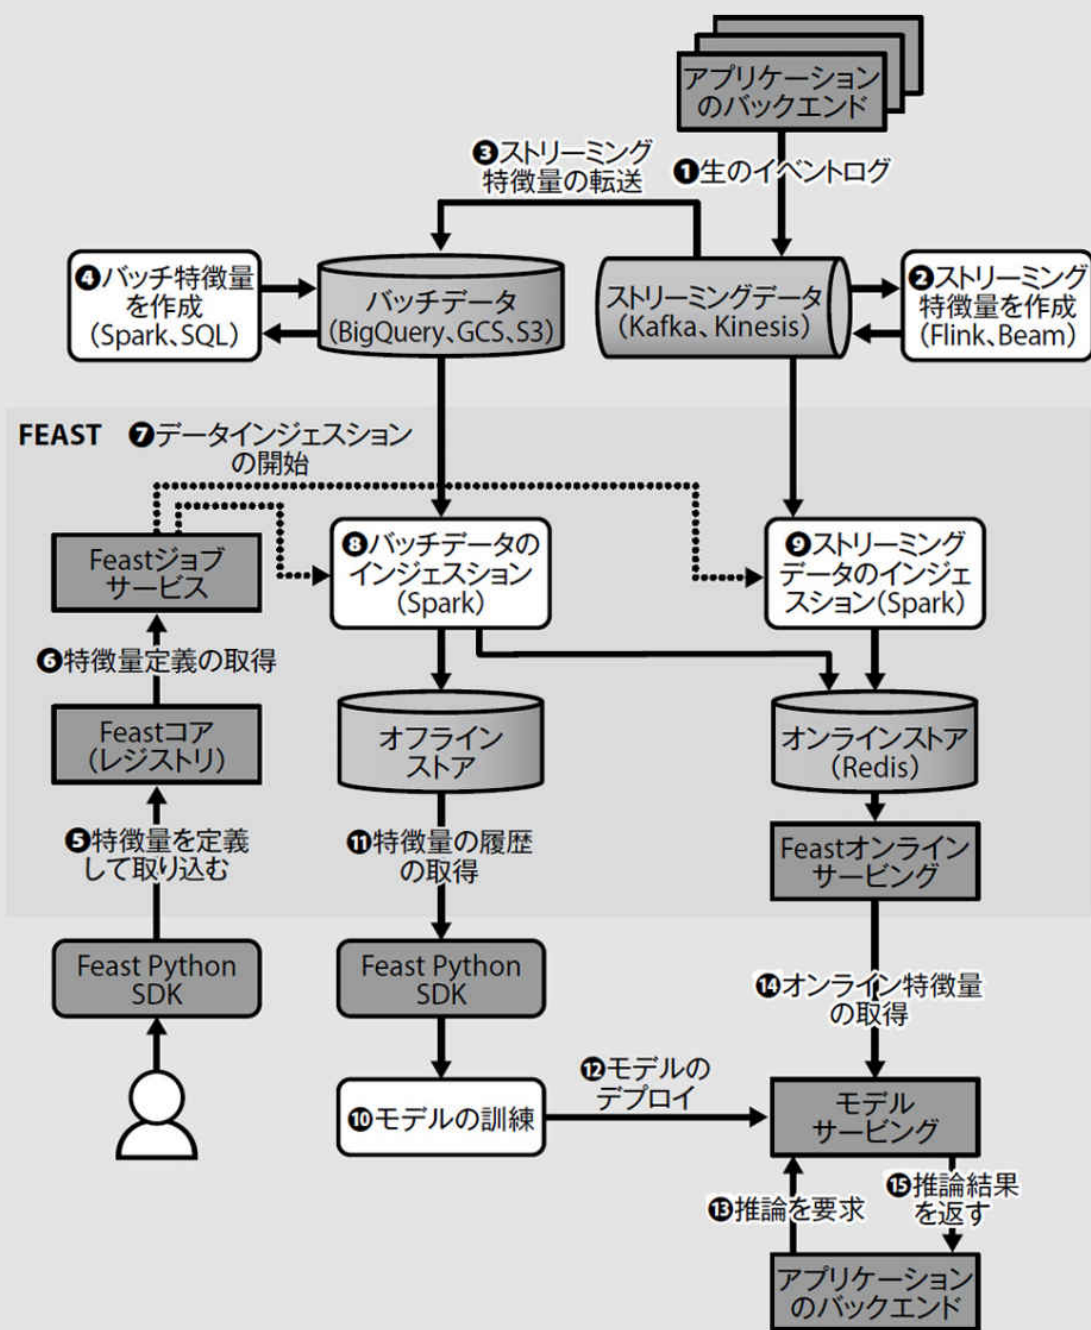 アプリケーション
のバックエンド
❸ストリーミング
特徴量の転送
❶生のイベントログ
❹バッチ特徴量
を作成
(Spark、SQL)
バッチデータ
(BigQuery、GCS、S3)
ストリーミングデータ
(Kafka、Kinesis)
❷ストリーミング
特徴量を作成
(Flink、Beam)
FEAST
❼データインジェスション
の開始
Feastジョブ
サービス
❽バッチデータの
インジェスション
(Spark)
❾ストリーミング
データのインジェ
スション(Spark)
❻特徴量定義の取得
Feastコア
(レジストリ)
オフライン
ストア
オンラインストア
(Redis)
❺特徴量を定義
して取り込む
⓫特徴量の履歴
の取得
Feastオンライン
サービング
Feast Python
SDK
Feast Python
SDK
⓮オンライン特徴量
の取得
❿モデルの訓練
⓬モデルの
デプロイ
モデル
サービング
⓭推論を要求
⓯推論結果
を返す
アプリケーションの
のバックエンド